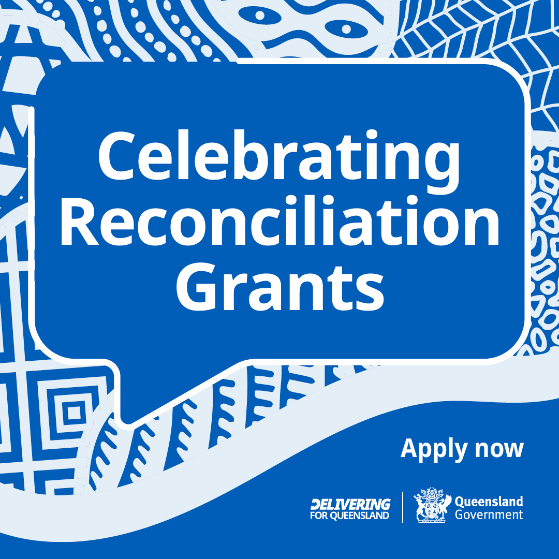 Celebrating
Reconciliation
Grants
Apply now
DELIVERING
FOR QUEENSLAND
Queensland
Government